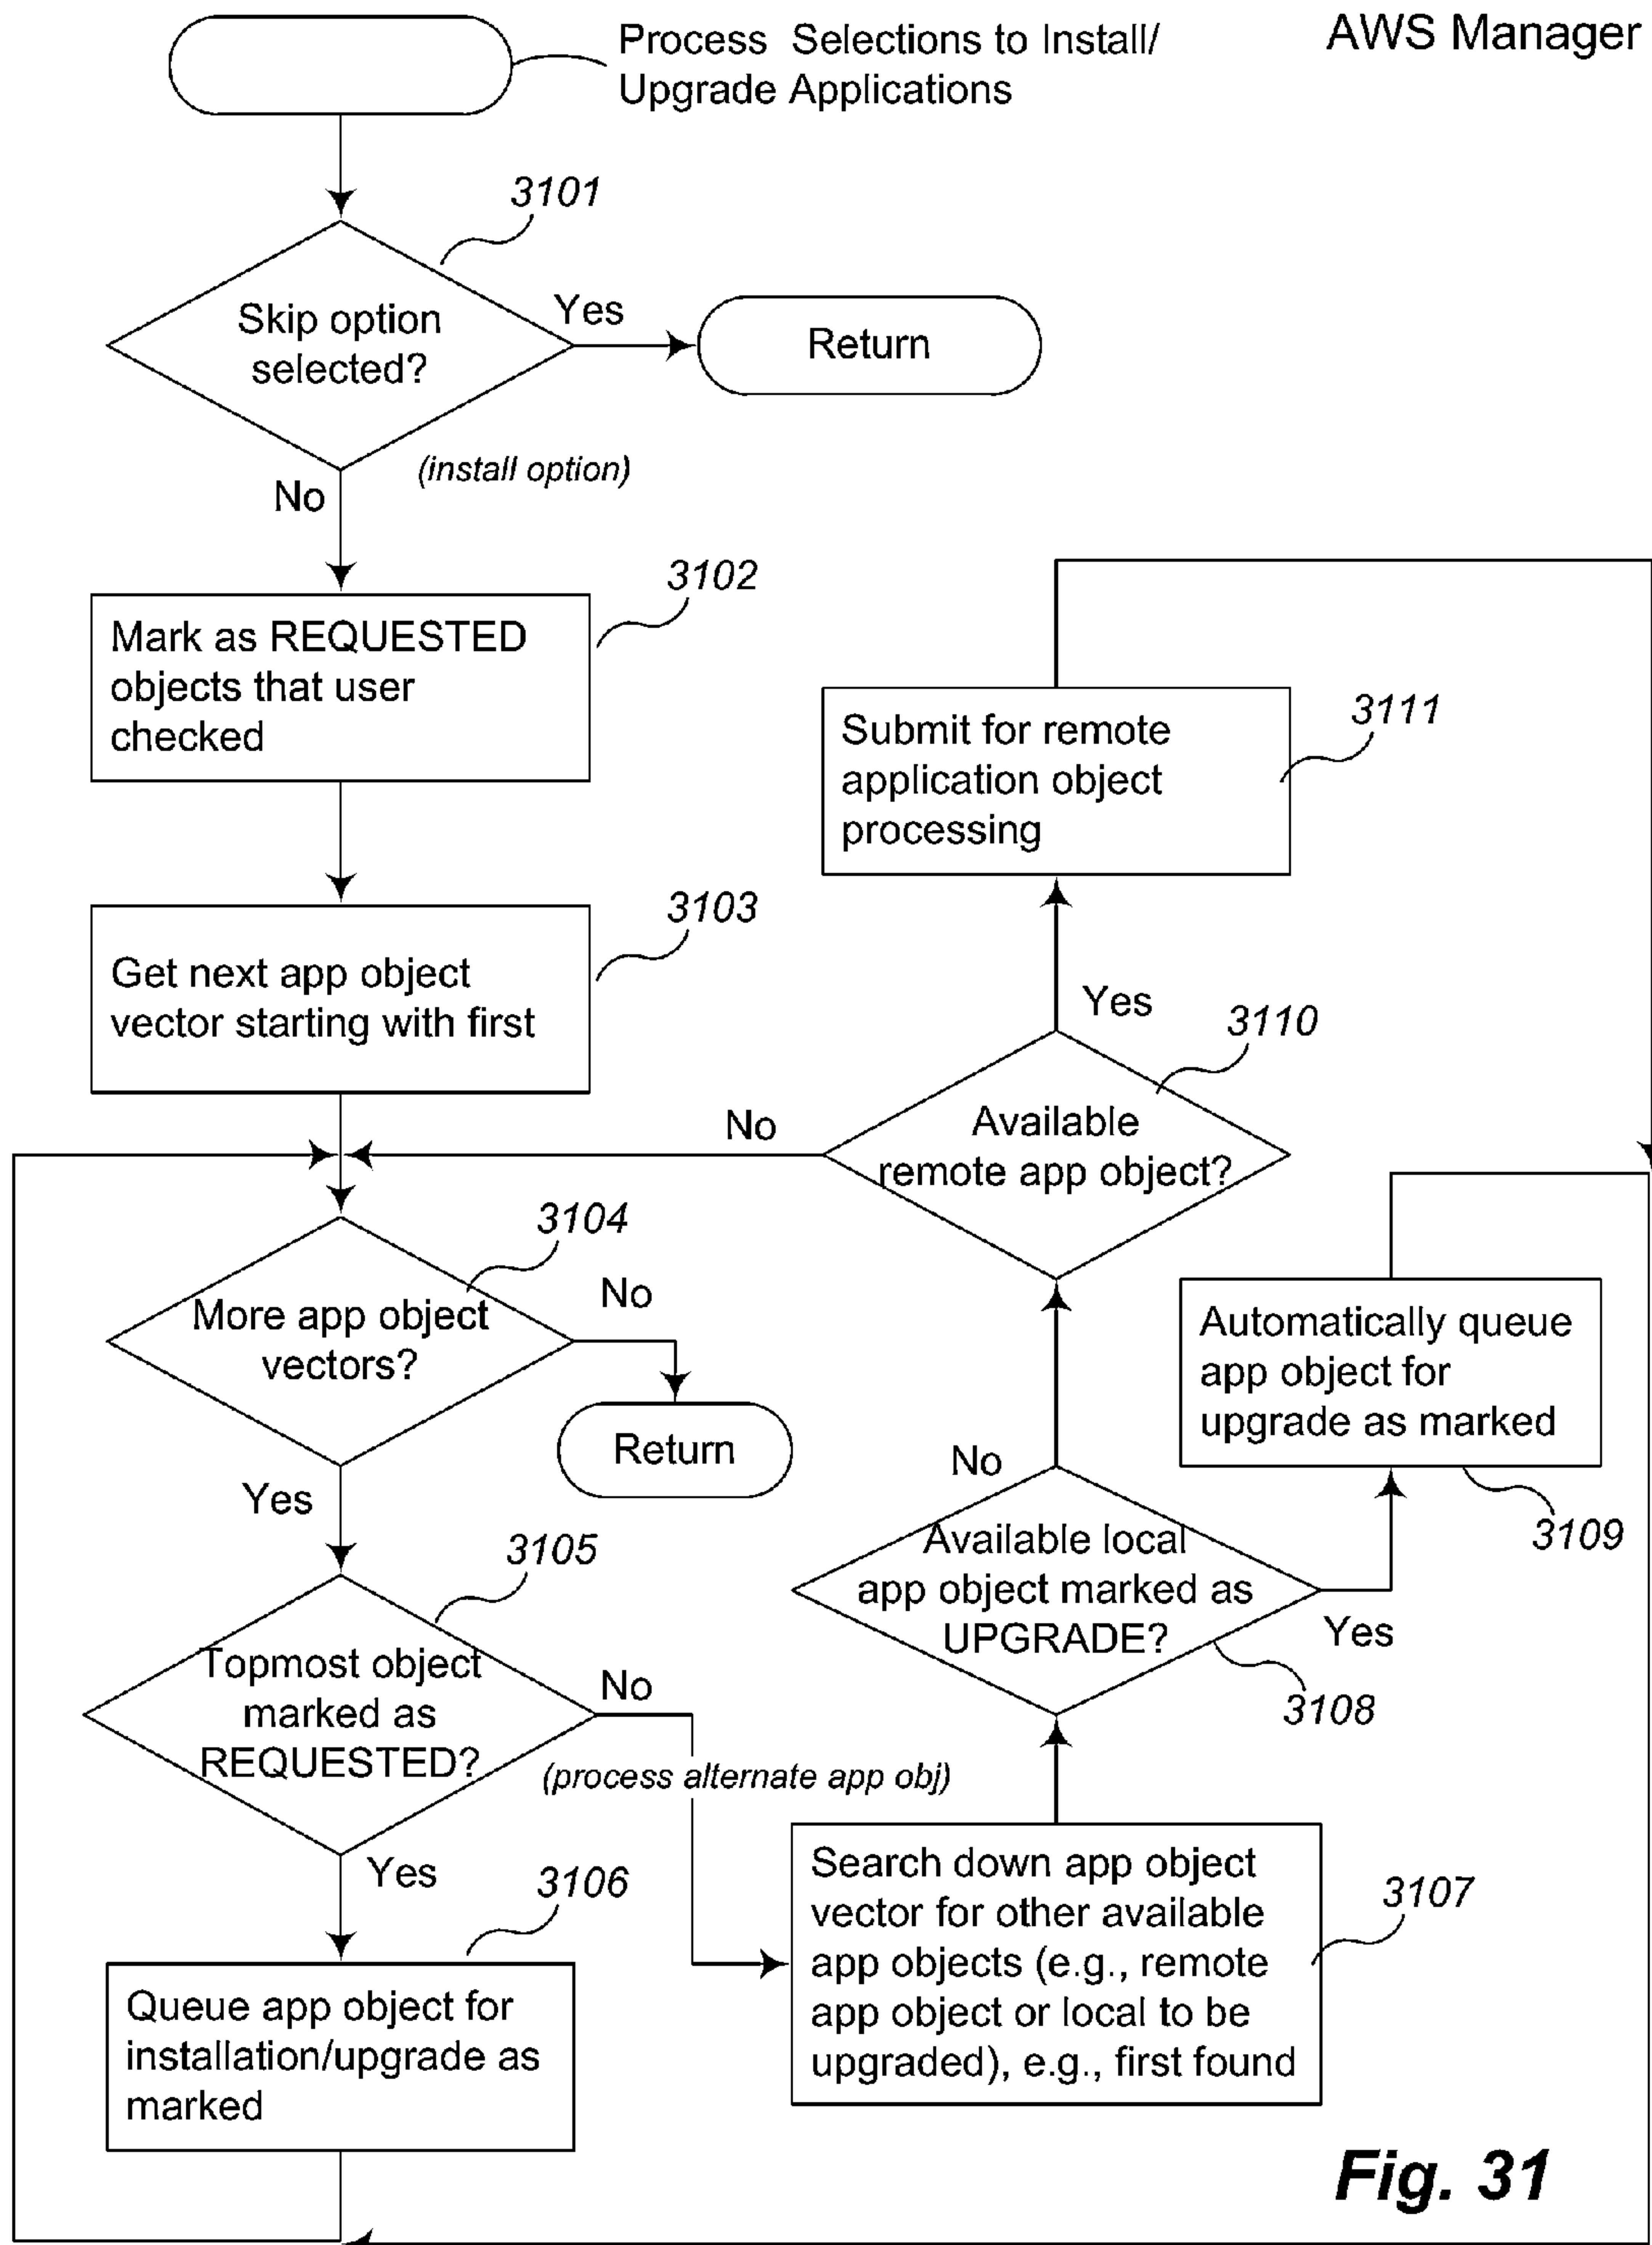 Process Selections to Install/
Upgrade Applications
AWS Manager
3101
Skip option
selected?
Yes
Return
(install option)
No
3102
Mark as REQUESTED
objects that user
checked
3103
Get next app object
vector starting with first
3104
More app object
vectors?
No
Return
Yes
3105
Topmost object
marked as
REQUESTED?
No
(process alternate app obj)
Yes
3106
Queue app object for
installation/upgrade as
marked
3107
Search down app object
vector for other available
app objects (e.g., remote
app object or local to be
upgraded), e.g., first found
3108
Available local
app object marked as
UPGRADE?
Yes
3109
Automatically queue
app object for
upgrade as marked
No
3110
Available
remote app object?
No
Yes
3111
Submit for remote
application object
processing
Fig. 31